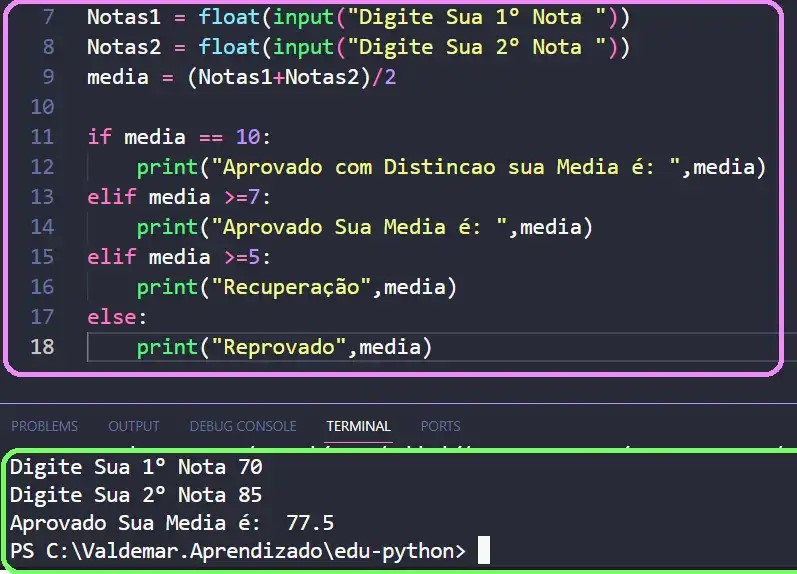 7 Notas1 = float(input("Digite Sua 1º Nota "))
8 Notas2 = float(input("Digite Sua 2º Nota "))
9 media = (Notas1+Notas2)/2
10
11 if media == 10:
12 print("Aprovado com Distincao sua Media é: ",media)
13 elif media >=7:
14 print("Aprovado Sua Media é: ",media)
15 elif media >=5:
16 print("Recuperação",media)
17 else:
18 print("Reprovado",media)
PROBLEMS OUTPUT DEBUG CONSOLE TERMINAL PORTS
Digite Sua 1º Nota 70
Digite Sua 2º Nota 85
Aprovado Sua Media é:  77.5
PS C:\Valdemar.Aprendizado\edu-python>